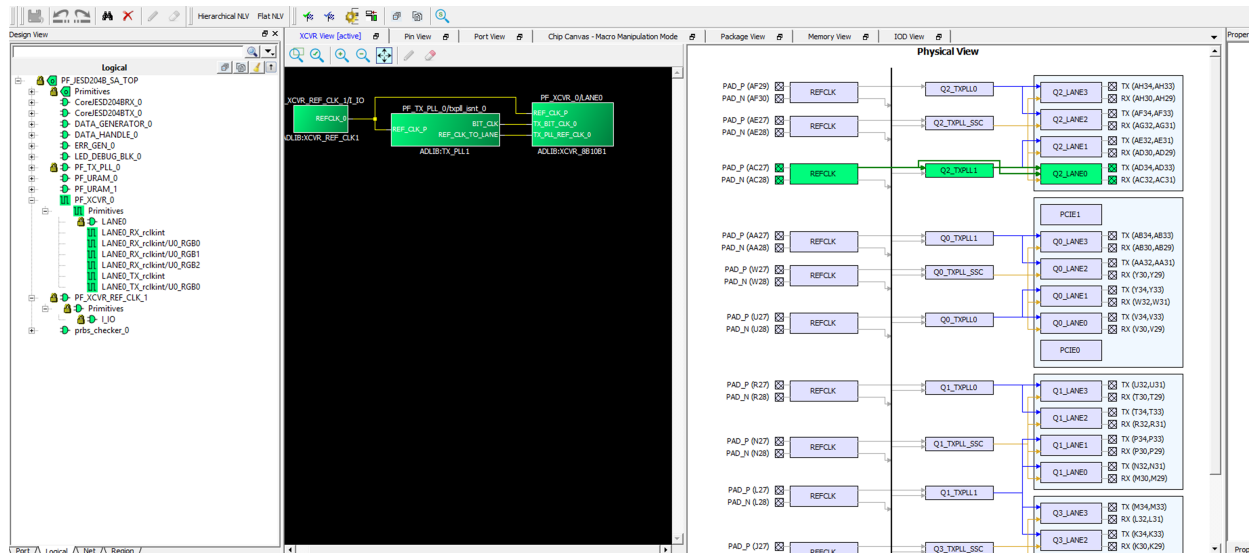 Hierarchical NLV Flat NLV
Design View
XCVR View [active]
Pin View
Port View
Chip Canvas - Macro Manipulation Mode
Package View
Memory View
IOD View
Logical
PF_JESD204B_SA_TOP
Primitives
CoreJESD204BRX_0
CoreJESD204BTX_0
DATA_GENERATOR_0
DATA_HANDLE_0
ERR_GEN_0
LED_DEBUG_BLK_0
PF_TX_PLL_0
PF_URAM_0
PF_URAM_1
PF_XCVR_0
Primitives
LANE0
LANE0_RX_rclkint
LANE0_RX_rclkint/U0_RGB0
LANE0_RX_rclkint/U0_RGB1
LANE0_RX_rclkint/U0_RGB2
LANE0_TX_rclkint
LANE0_TX_rclkint/U0_RGB0
PF_XCVR_REF_CLK_1
Primitives
I_IO
prbs_checker_0
Port Logical Net Region
_XCVR_REF_CLK_1/I_IO
REFCLK_0
ADLIB:XCVR_REF_CLK1
PF_TX_PLL_0/txpll_isnt_0
REF_CLK_P
BIT_CLK
REF_CLK_TO_LANE
ADLIB:TX_PLL1
PF_XCVR_0/LANE0
REF_CLK_P
TX_BIT_CLK_0
TX_PLL_REF_CLK_0
ADLIB:XCVR_8B10B1
Physical View
PAD_P (AF29)
PAD_N (AF30)
REFCLK
Q2_TXPLL0
Q2_LANE3
TX (AH34,AH33)
RX (AH30,AH29)
PAD_P (AE27)
PAD_N (AE28)
REFCLK
Q2_TXPLL_SSC
Q2_LANE2
TX (AF34,AF33)
RX (AG32,AG31)
Q2_LANE1
TX (AE32,AE31)
RX (AD30,AD29)
PAD_P (AC27)
PAD_N (AC28)
REFCLK
Q2_TXPLL1
Q2_LANE0
TX (AD34,AD33)
RX (AC32,AC31)
PCIE1
PAD_P (AA27)
PAD_N (AA28)
REFCLK
Q0_TXPLL1
Q0_LANE3
TX (AB34,AB33)
RX (AB30,AB29)
PAD_P (W27)
PAD_N (W28)
REFCLK
Q0_TXPLL_SSC
Q0_LANE2
TX (AA32,AA31)
RX (Y30,Y29)
Q0_LANE1
TX (Y34,Y33)
RX (W32,W31)
PAD_P (U27)
PAD_N (U28)
REFCLK
Q0_TXPLL0
Q0_LANE0
TX (V34,V33)
RX (V30,V29)
PCIE0
PAD_P (R27)
PAD_N (R28)
REFCLK
Q1_TXPLL0
Q1_LANE3
TX (U32,U31)
RX (T30,T29)
Q1_LANE2
TX (T34,T33)
RX (R32,R31)
PAD_P (N27)
PAD_N (N28)
REFCLK
Q1_TXPLL_SSC
Q1_LANE1
TX (P34,P33)
RX (P30,P29)
Q1_LANE0
TX (N32,N31)
RX (M30,M29)
PAD_P (L27)
PAD_N (L28)
REFCLK
Q1_TXPLL1
Q3_LANE3
TX (M34,M33)
RX (L32,L31)
Q3_LANE2
TX (K34,K33)
RX (K30,K29)
PAD_P (J27)
REFCLK
Q3_TXPLL_SSC
Proper
Prop